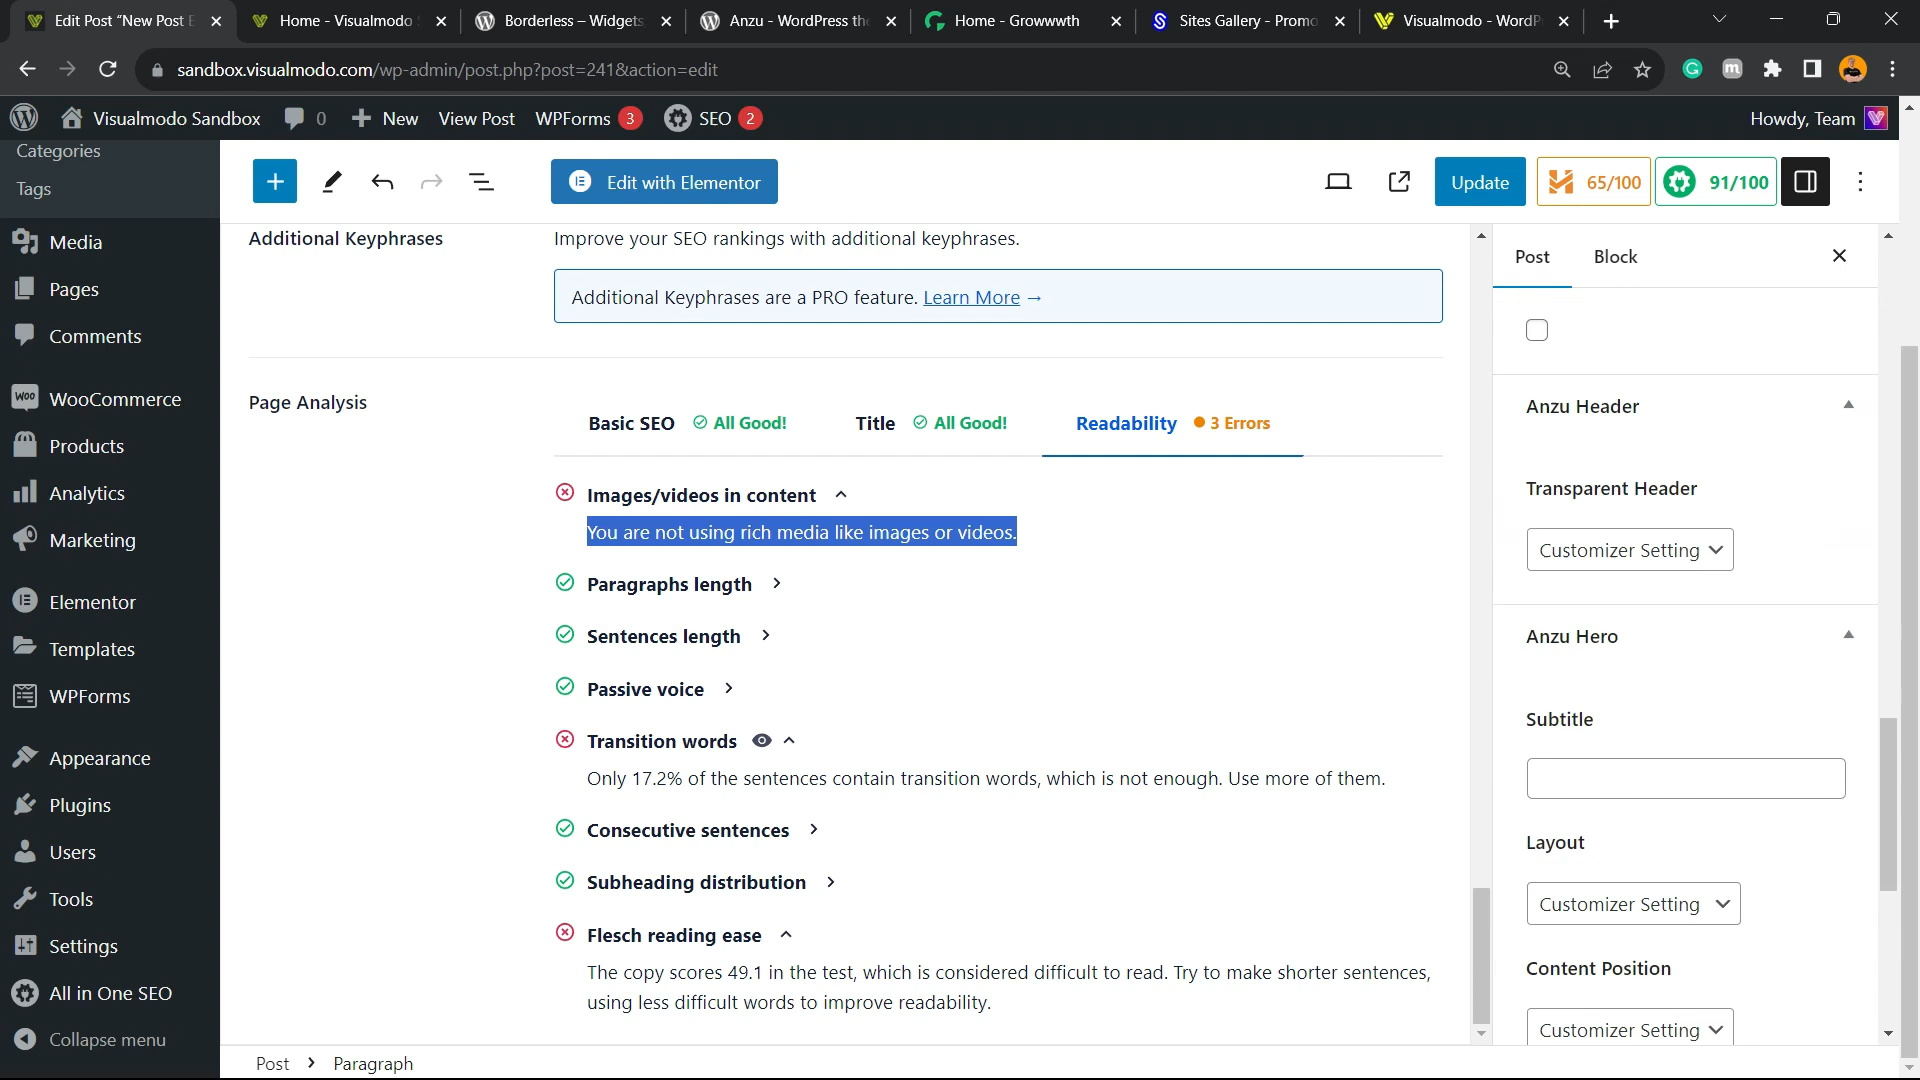 Edit Post “New Post E
Home - Visualmodo
Borderless – Widgets
Anzu - WordPress the
Home - Growwwth
Sites Gallery - Promo
Visualmodo - WordP
sandbox.visualmodo.com/wp-admin/post.php?post=241&action=edit
Visualmodo Sandbox
0
New
View Post
WPForms 3
SEO 2
Howdy, Team
Categories
Tags
Media
Pages
Comments
WooCommerce
Products
Analytics
Marketing
Elementor
Templates
WPForms
Appearance
Plugins
Users
Tools
Settings
All in One SEO
Collapse menu
Edit with Elementor
Update
65/100
91/100
Additional Keyphrases
Improve your SEO rankings with additional keyphrases.
Additional Keyphrases are a PRO feature. Learn More →
Page Analysis
Basic SEO All Good!
Title All Good!
Readability 3 Errors
Images/videos in content
You are not using rich media like images or videos.
Paragraphs length
Sentences length
Passive voice
Transition words
Only 17.2% of the sentences contain transition words, which is not enough. Use more of them.
Consecutive sentences
Subheading distribution
Flesch reading ease
The copy scores 49.1 in the test, which is considered difficult to read. Try to make shorter sentences,
using less difficult words to improve readability.
Post
Block
Anzu Header
Transparent Header
Customizer Setting
Anzu Hero
Subtitle
Layout
Customizer Setting
Content Position
Customizer Setting
Post > Paragraph